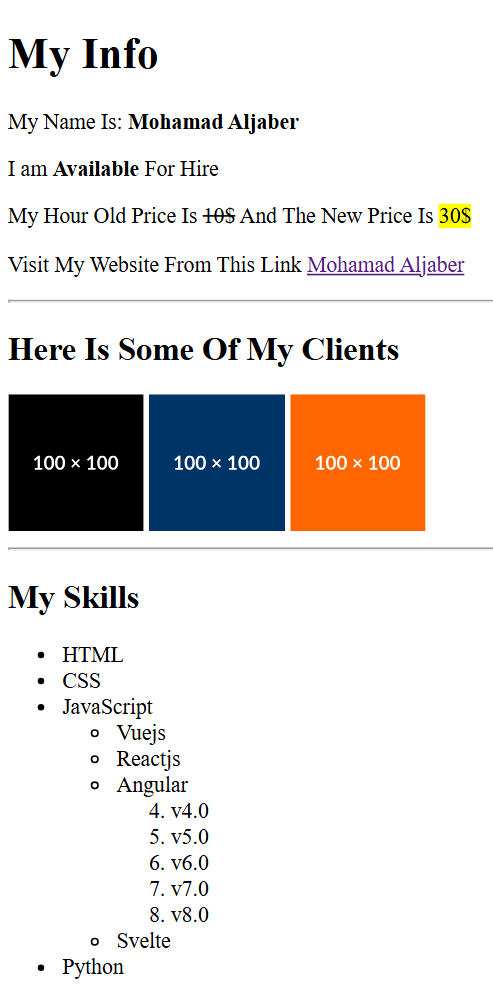 My Info
My Name Is: Mohamad Aljaber
I am Available For Hire
My Hour Old Price Is 10$ And The New Price Is 30$
Visit My Website From This Link Mohamad Aljaber
Here Is Some Of My Clients
100 × 100 100 × 100 100 × 100
My Skills
• HTML
• CSS
• JavaScript
◦ Vuejs
◦ Reactjs
◦ Angular
4. v4.0
5. v5.0
6. v6.0
7. v7.0
8. v8.0
◦ Svelte
• Python